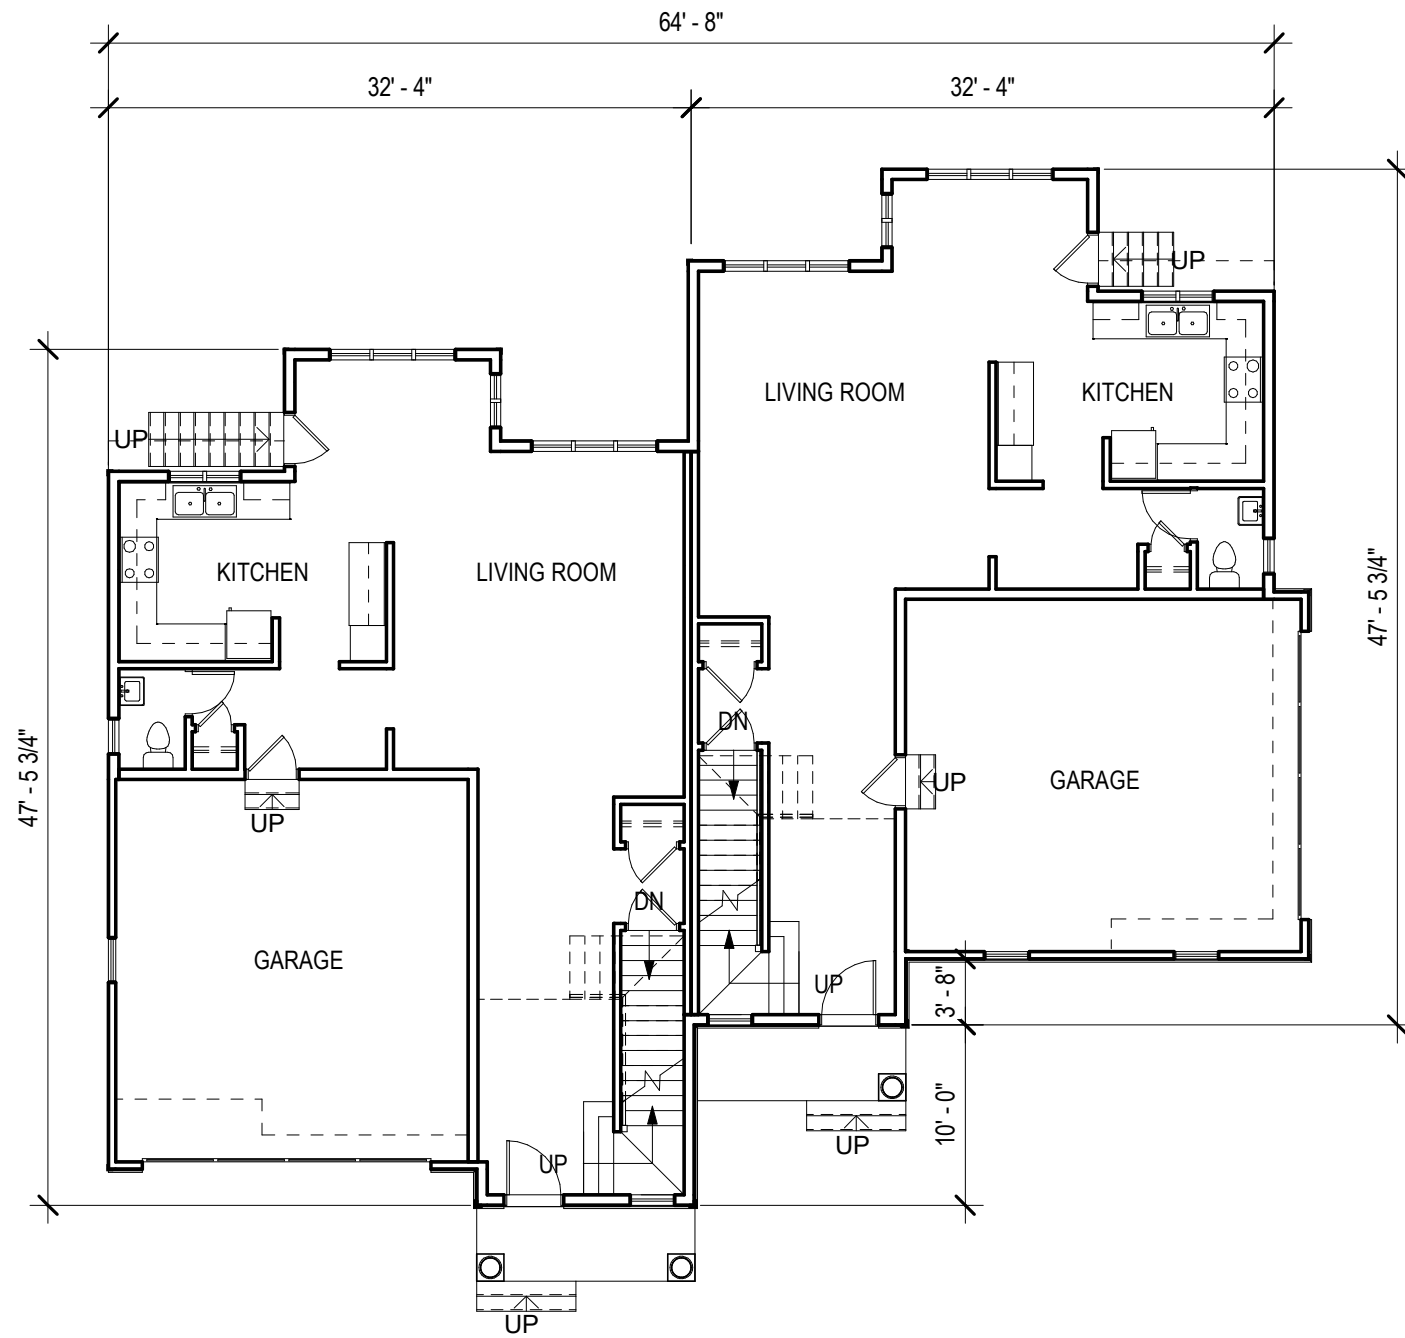 64' - 8"
32' - 4"
32' - 4"
UP
LIVING ROOM
KITCHEN
UP
KITCHEN
LIVING ROOM
47' - 5 3/4"
DN
47' - 5 3/4"
UP
GARAGE
UP
DN
GARAGE
UP
3' - 8"
10' - 0"
UP
UP
UP